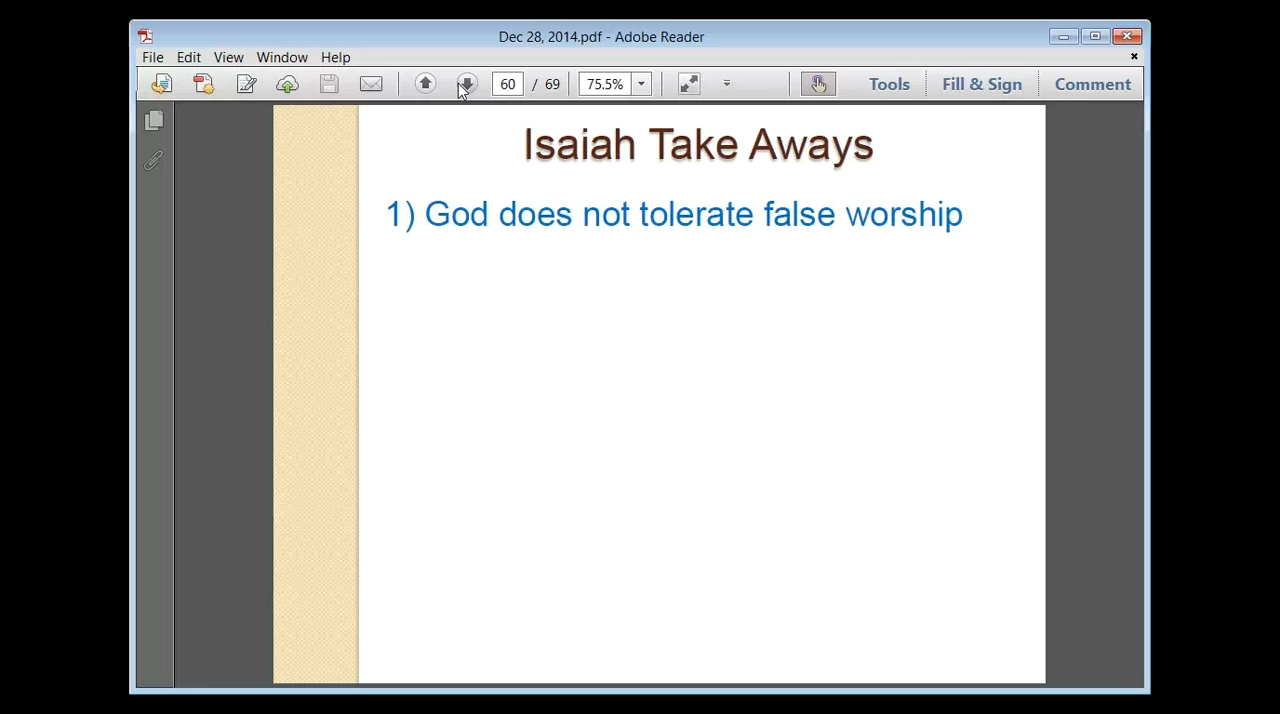 Dec 28, 2014.pdf - Adobe Reader
File Edit View Window Help
60 / 69 75.5% Tools Fill & Sign Comment
Isaiah Take Aways
1) God does not tolerate false worship